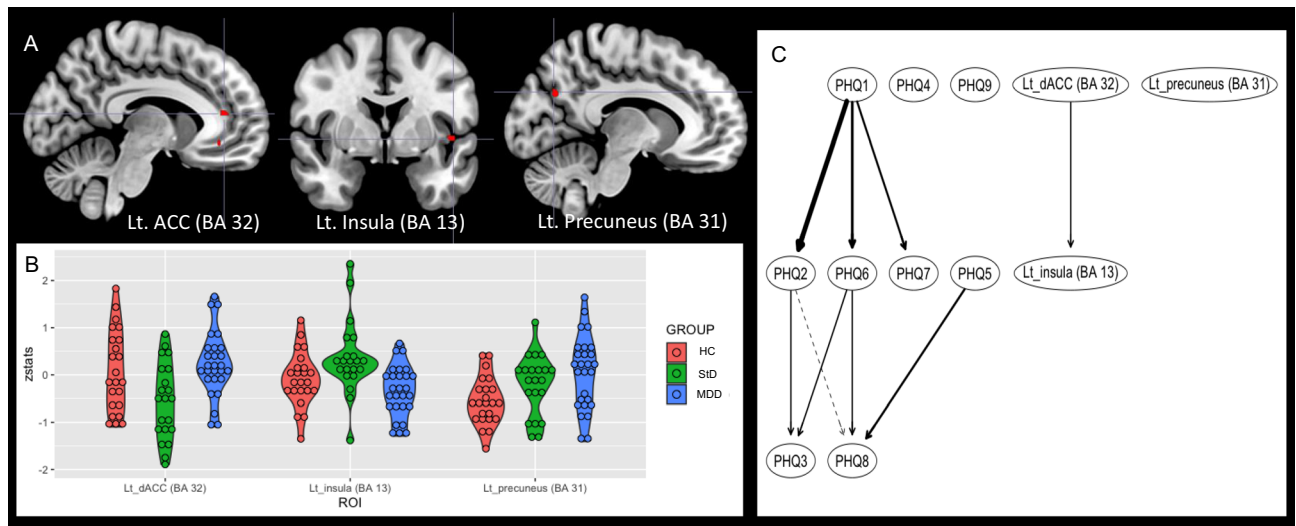 A
Lt. ACC (BA 32)
Lt. Insula (BA 13)
Lt. Precuneus (BA 31)
B
zstats
2
1
0
-1
-2
Lt_dACC (BA 32)
Lt_insula (BA 13)
Lt_precuneus (BA 31)
ROI
GROUP
HC
StD
MDD
C
PHQ1
PHQ4
PHQ9
Lt_dACC (BA 32)
Lt_precuneus (BA 31)
PHQ2
PHQ6
PHQ7
PHQ5
Lt_insula (BA 13)
PHQ3
PHQ8